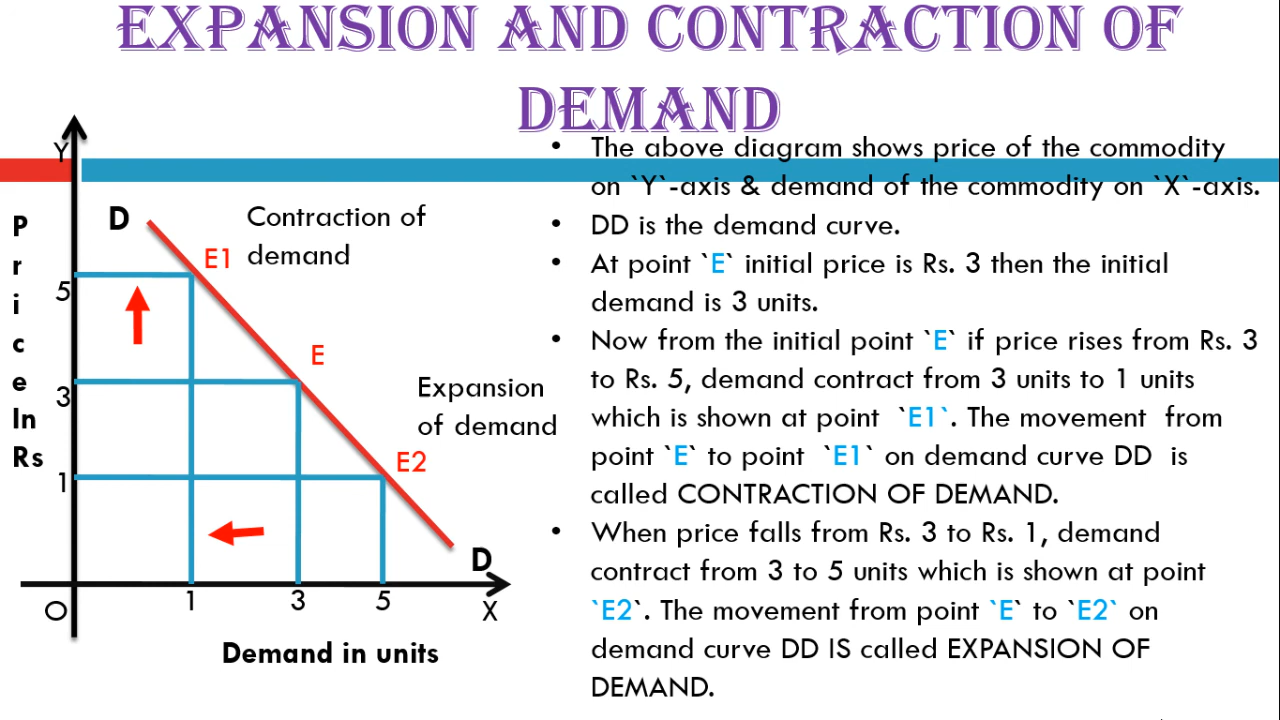 EXPANSION AND CONTRACTION OF
DEMAND
Y
Price In Rs
D
Contraction of
demand
E1
5
E
3
Expansion
of demand
E2
1
D
O
1 3 5
X
Demand in units
• The above diagram shows price of the commodity
on `Y`-axis & demand of the commodity on `X`-axis.
• DD is the demand curve.
• At point `E` initial price is Rs. 3 then the initial
demand is 3 units.
• Now from the initial point `E` if price rises from Rs. 3
to Rs. 5, demand contract from 3 units to 1 units
which is shown at point `E1`. The movement from
point `E` to point `E1` on demand curve DD is
called CONTRACTION OF DEMAND.
• When price falls from Rs. 3 to Rs. 1, demand
contract from 3 to 5 units which is shown at point
`E2`. The movement from point `E` to `E2` on
demand curve DD IS called EXPANSION OF
DEMAND.